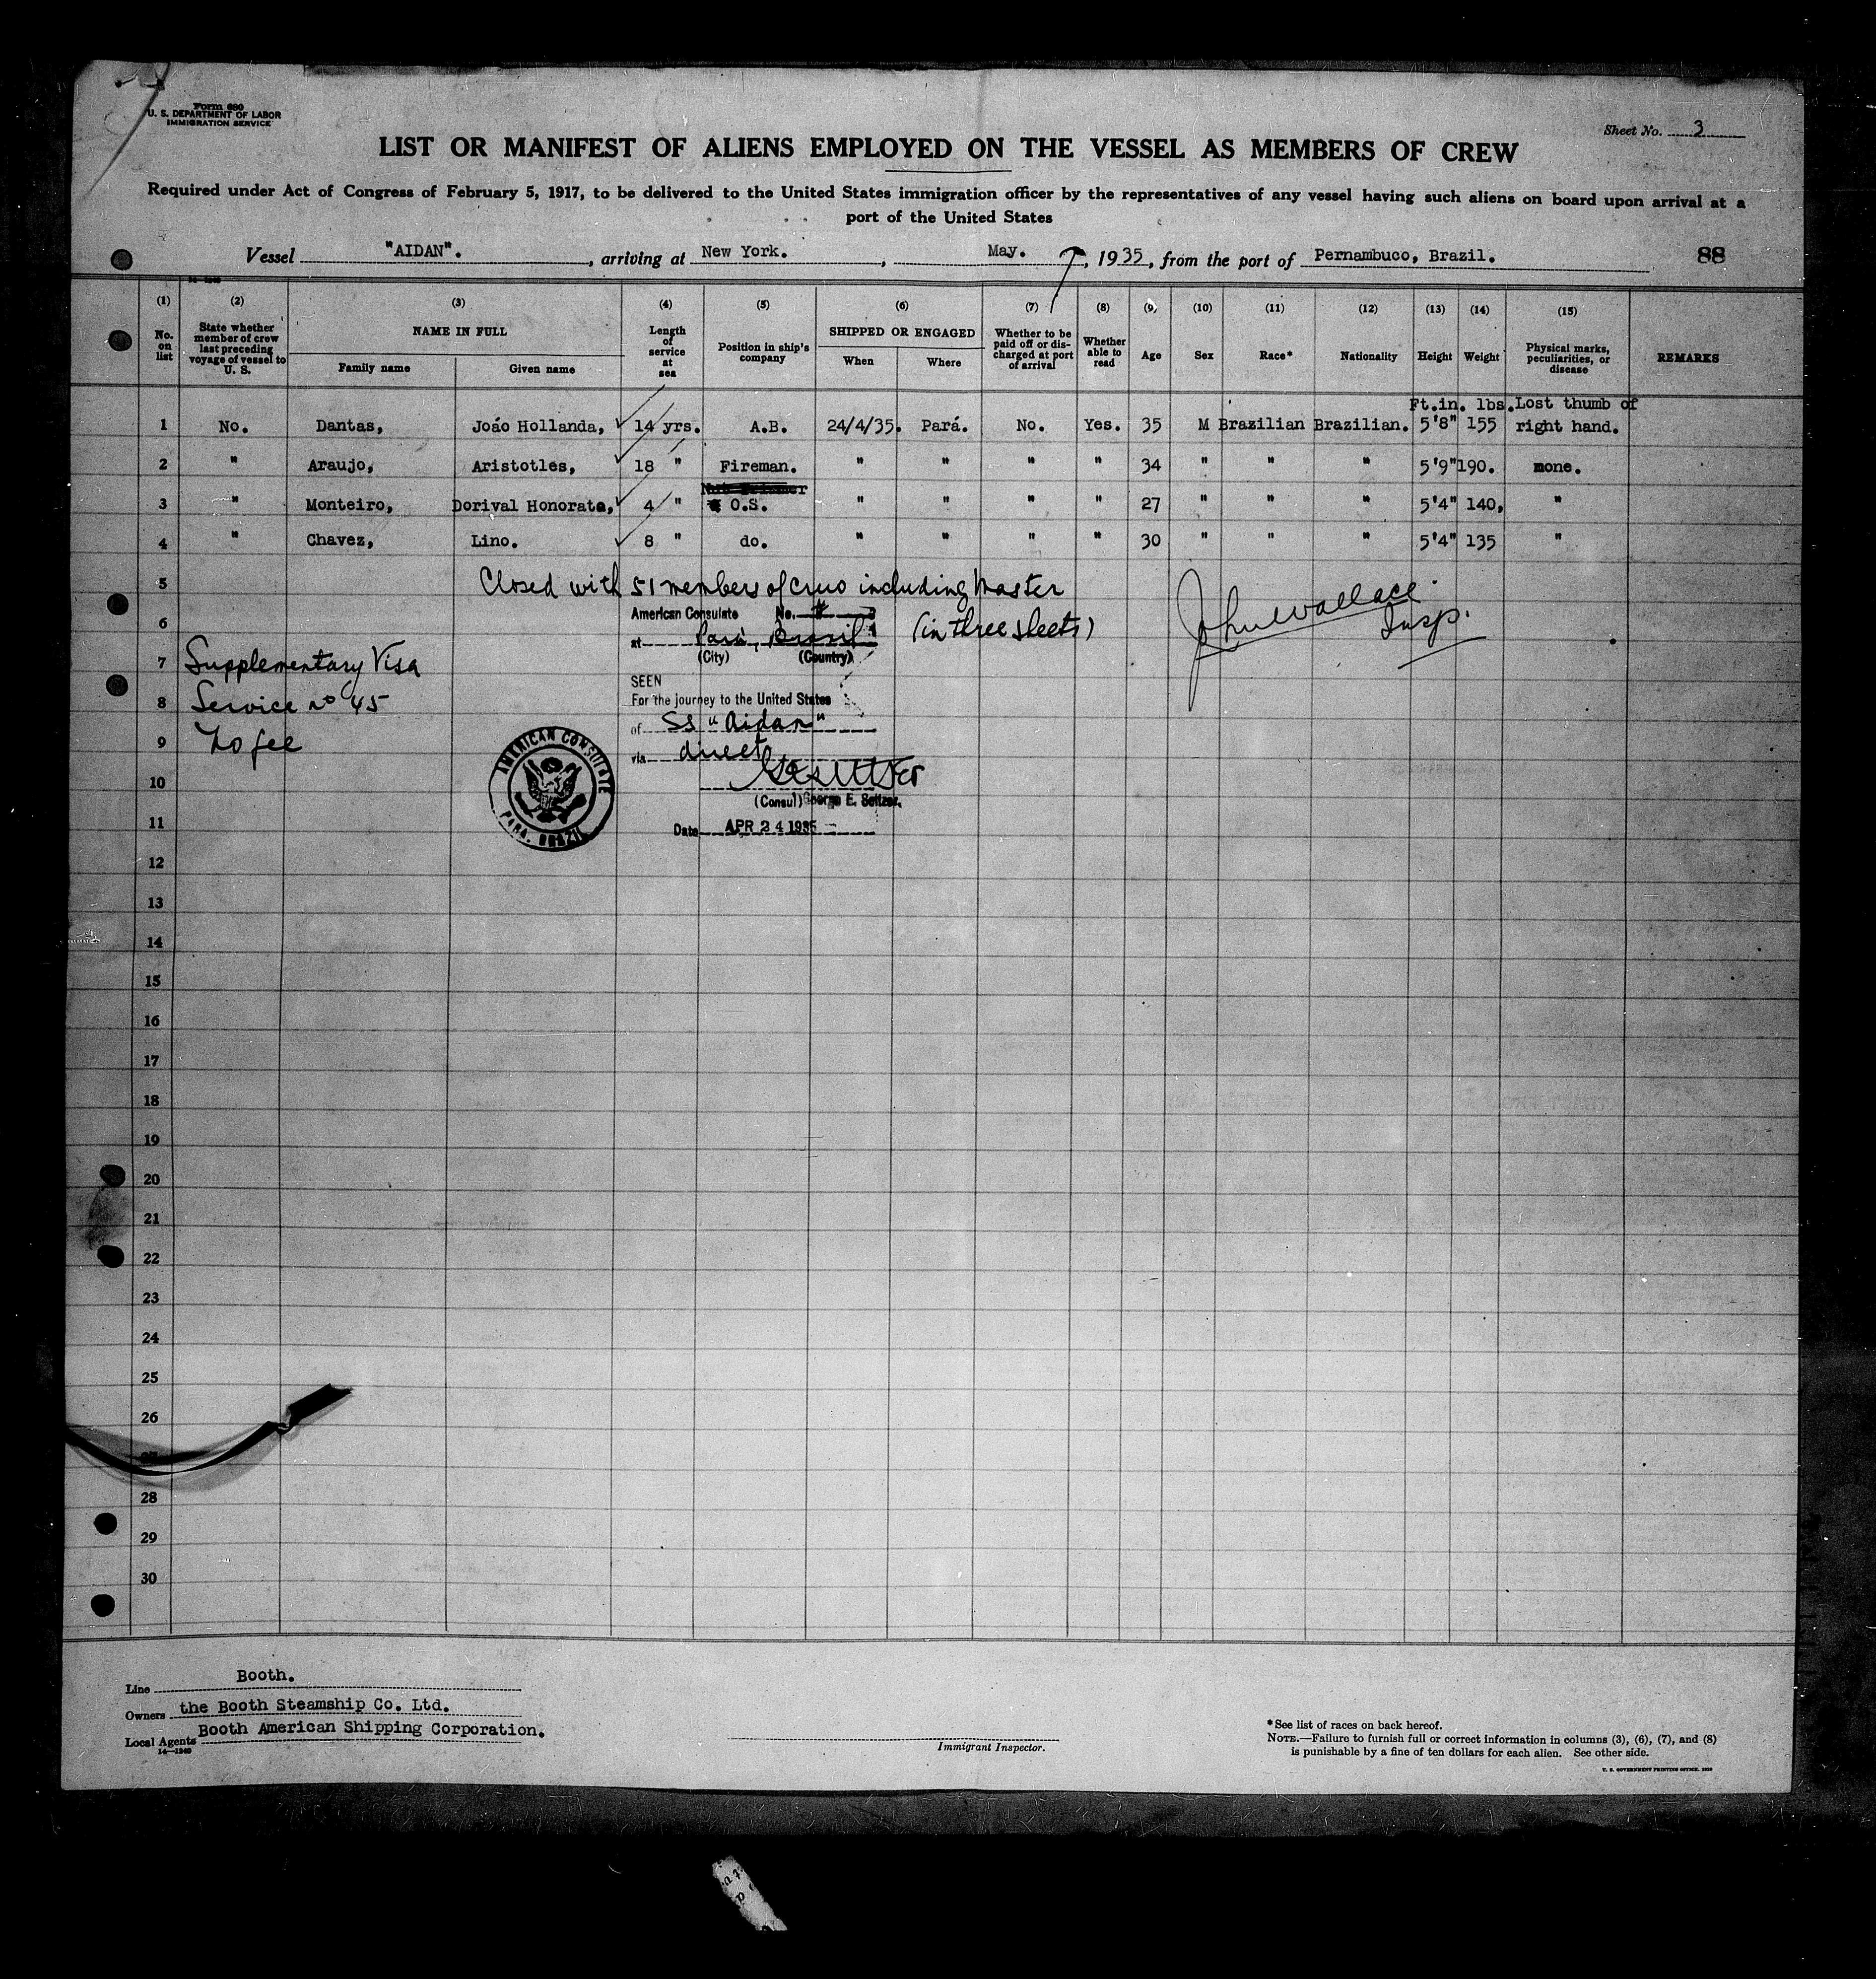 Form 680
U. S. DEPARTMENT OF LABOR
IMMIGRATION SERVICE
Sheet No. 3
LIST OR MANIFEST OF ALIENS EMPLOYED ON THE VESSEL AS MEMBERS OF CREW
Required under Act of Congress of February 5, 1917, to be delivered to the United States immigration officer by the representatives of any vessel having such aliens on board upon arrival at a
port of the United States
Vessel "AIDAN". , arriving at New York. , May. 7, 1935, from the port of Pernambuco, Brazil. 88
(1) (2) (3) (4) (5) (6) (7) (8) (9) (10) (11) (12) (13) (14) (15)
No. on list State whether member of crew last preceding voyage of vessel to U. S. NAME IN FULL Length of service at sea Position in ship's company SHIPPED OR ENGAGED Whether to be paid off or discharged at port of arrival Whether able to read Age Sex Race* Nationality Height Weight Physical marks, peculiarities, or disease REMARKS
Family name Given name When Where
Ft.in. lbs. Lost thumb of
1 No. Dantas, Joáo Hollanda, 14 yrs. A.B. 24/4/35. Pará. No. Yes. 35 M Brazilian Brazilian. 5'8" 155 right hand.
2 " Araujo, Aristotles, 18 " Fireman. " " " " 34 " " " 5'9" 190. mone.
3 " Monteiro, Dorival Honorato, 4 " O.S. " " " " 27 " " " 5'4" 140, "
4 " Chavez, Lino. 8 " do. " " " " 30 " " " 5'4" 135 "
5 Closed with 51 members of crew including Master
American Consulate No.
6 at Pará, Brazil (in three sheets) John Wallace Insp.
(City) (Country)
7 Supplementary Visa
SEEN
8 Service no 45 For the journey to the United States
of SS "Aidan"
9 No fee via direct
AMERICAN CONSULATE
PARA, BRAZIL
10
(Consul) George E. Seltzer.
11 Date APR 24 1935
12
13
14
15
16
17
18
19
20
21
22
23
24
25
26
27
28
29
30
Line Booth.
Owners the Booth Steamship Co. Ltd.
Local Agents Booth American Shipping Corporation.
14—1240
Immigrant Inspector.
*See list of races on back hereof.
NOTE.—Failure to furnish full or correct information in columns (3), (6), (7), and (8)
is punishable by a fine of ten dollars for each alien. See other side.
U. S. GOVERNMENT PRINTING OFFICE.